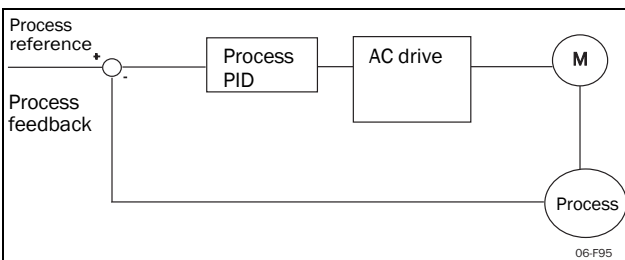 Process
reference
+
-
Process
feedback
Process
PID
AC drive
M
Process
06-F95